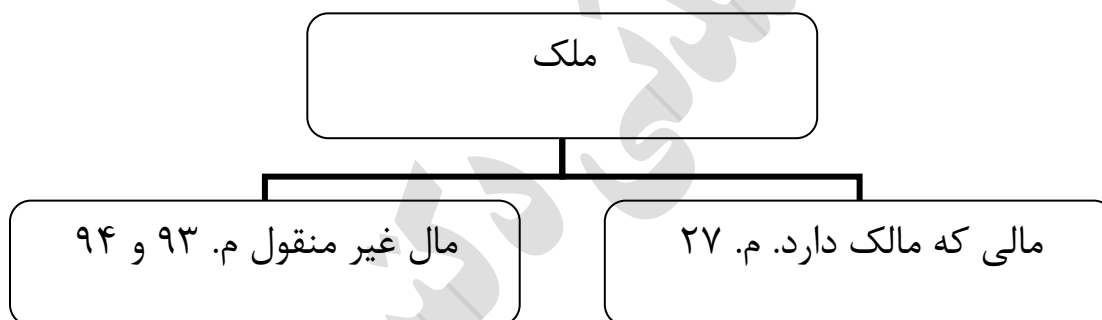 ملک
مالی که مالک دارد. م. ۲۷
مال غیر منقول م. ۹۳ و ۹۴